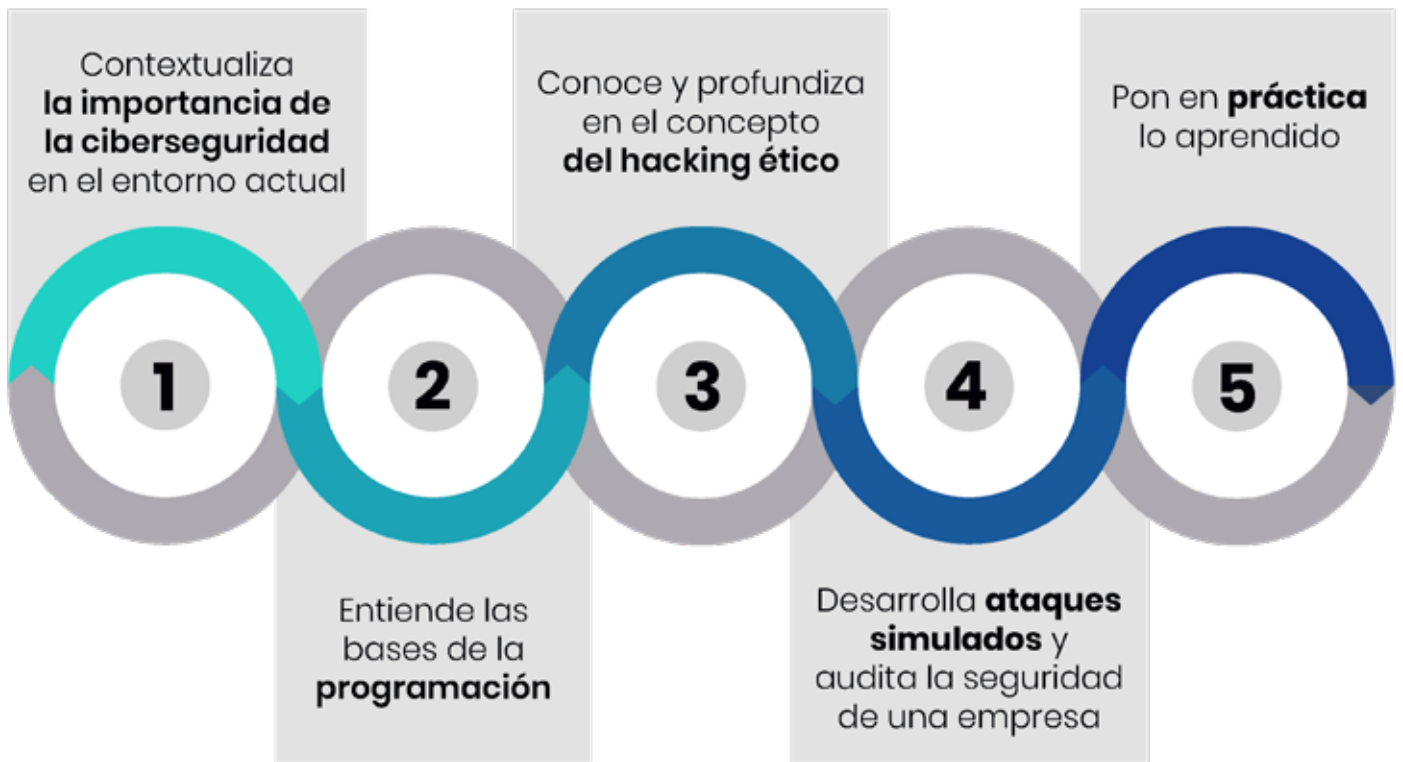 Contextualiza
la importancia de
la ciberseguridad
en el entorno actual
1
Entiende las
bases de la
programación
2
Conoce y profundiza
en el concepto
del hacking ético
3
Desarrolla ataques
simulados y
audita la seguridad
de una empresa
4
Pon en práctica
lo aprendido
5